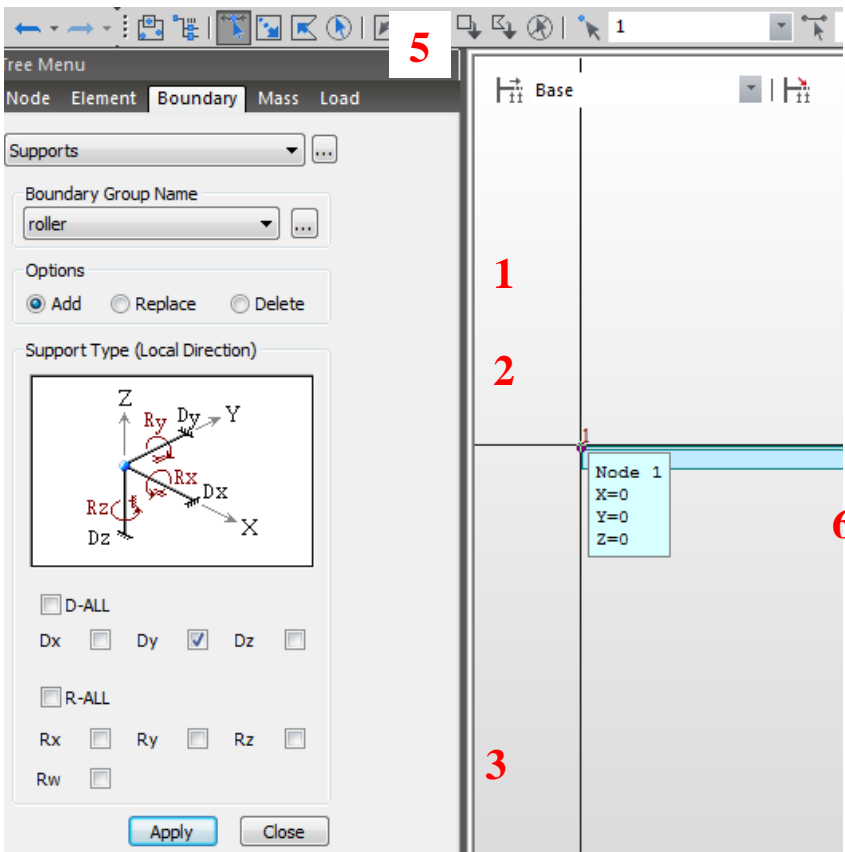 1
5
Tree Menu
Node Element Boundary Mass Load
Base
Supports
Boundary Group Name
roller
1
Options
Add Replace Delete
Support Type (Local Direction)
2
Z
Ry Dy Y
Rx
Dx
Rz
X
Dz
1
Node 1
X=0
Y=0
Z=0
6
D-ALL
Dx Dy Dz
R-ALL
Rx Ry Rz
Rw
3
Apply Close